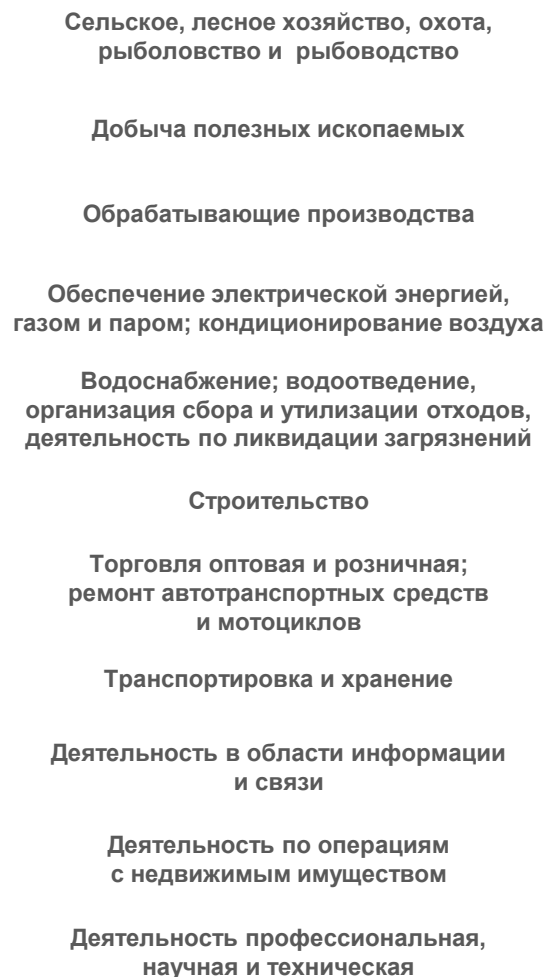 Сельское, лесное хозяйство, охота,
рыболовство и рыбоводство
Добыча полезных ископаемых
Обрабатывающие производства
Обеспечение электрической энергией,
газом и паром; кондиционирование воздуха
Водоснабжение; водоотведение,
организация сбора и утилизации отходов,
деятельность по ликвидации загрязнений
Строительство
Торговля оптовая и розничная;
ремонт автотранспортных средств
и мотоциклов
Транспортировка и хранение
Деятельность в области информации
и связи
Деятельность по операциям
с недвижимым имуществом
Деятельность профессиональная,
научная и техническая